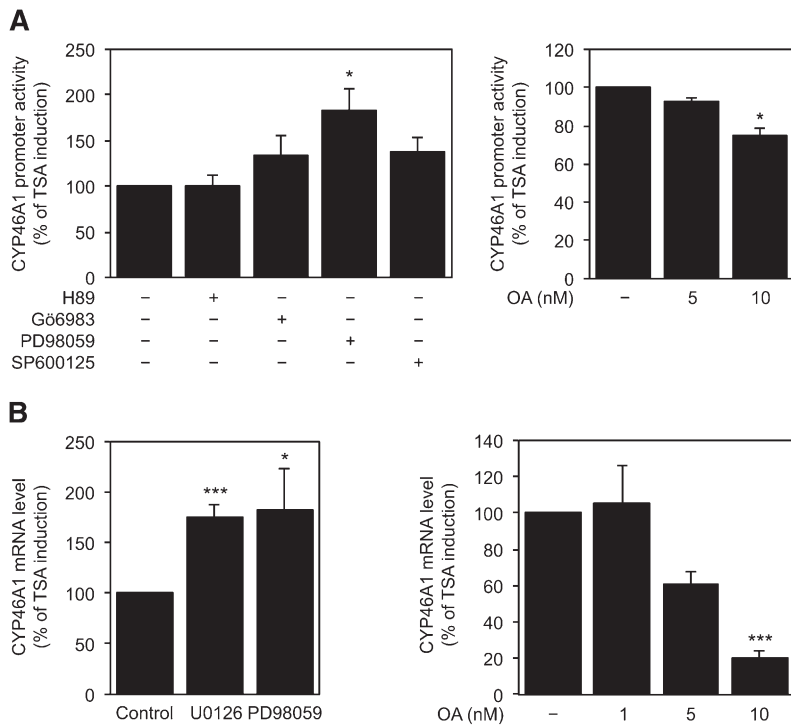 A
CYP46A1 promoter activity
(% of TSA induction)
250
200
150
100
50
0
*
H89 – + – – –
Gö6983 – – + – –
PD98059 – – – + –
SP600125 – – – – +
CYP46A1 promoter activity
(% of TSA induction)
120
100
80
60
40
20
0
*
OA (nM) – 5 10
B
CYP46A1 mRNA level
(% of TSA induction)
250
200
150
100
50
0
***
*
Control U0126 PD98059
CYP46A1 mRNA level
(% of TSA induction)
140
120
100
80
60
40
20
0
***
OA (nM) – 1 5 10